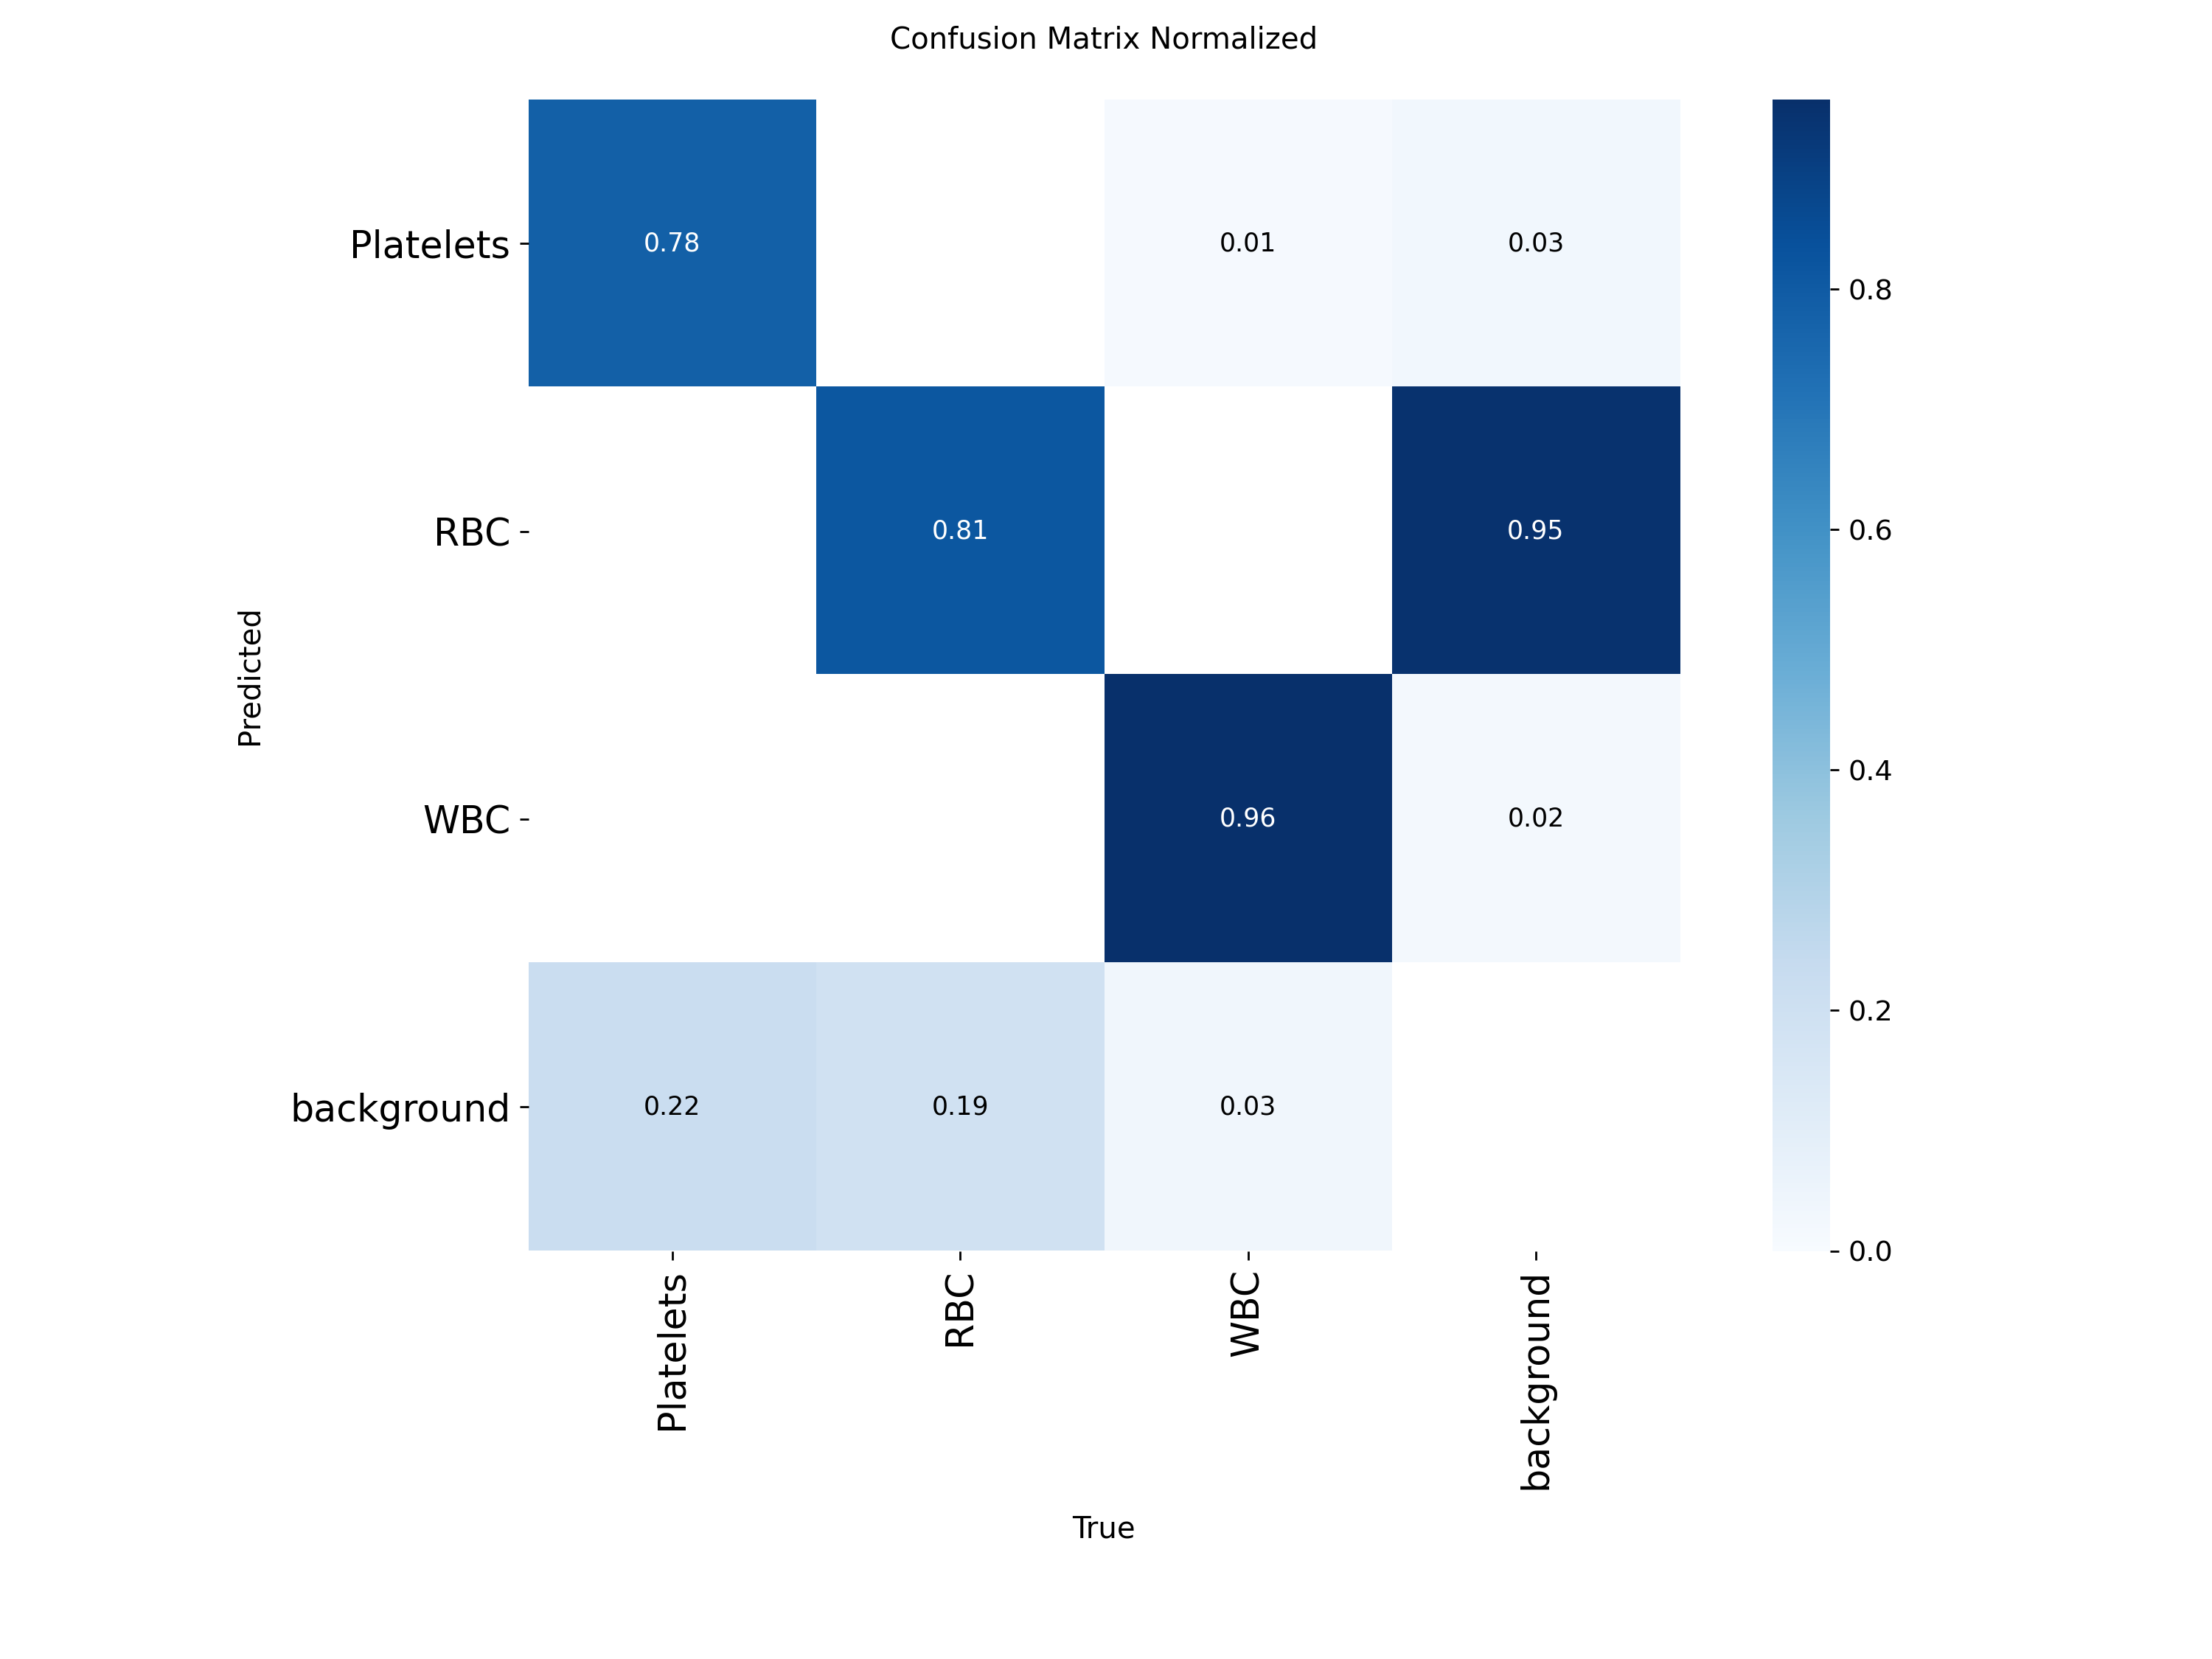 Confusion Matrix Normalized
Platelets
0.78
0.01
0.03
0.8
RBC
0.81
0.95
0.6
Predicted
WBC
0.96
0.02
0.4
background
0.22
0.19
0.03
0.2
0.0
Platelets
RBC
WBC
background
True